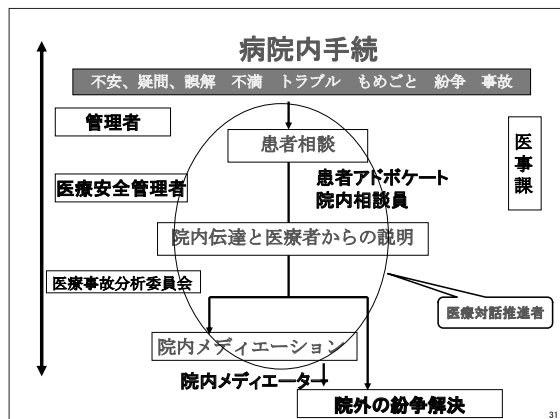 病院内手続
不安、疑問、誤解　不満　トラブル　もめごと　紛争　事故
管理者
患者相談
医事課
医療安全管理者
患者アドボケート
院内相談員
院内伝達と医療者からの説明
医療事故分析委員会
医療対話推進者
院内メディエーション
院内メディエーター
院外の紛争解決
31